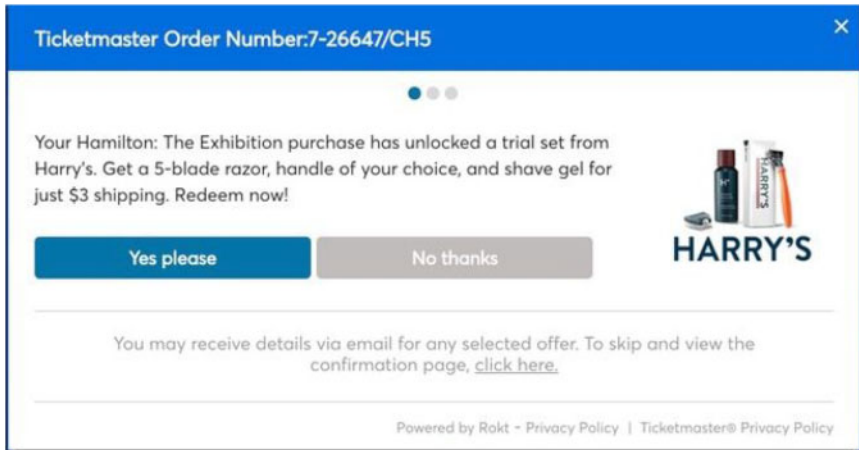 Ticketmaster Order Number:7-26647/CH5
×
Your Hamilton: The Exhibition purchase has unlocked a trial set from
Harry's. Get a 5-blade razor, handle of your choice, and shave gel for
just $3 shipping. Redeem now!
HARRY'S
HARRY'S
Yes please
No thanks
You may receive details via email for any selected offer. To skip and view the
confirmation page, click here.
Powered by Rokt - Privacy Policy | Ticketmaster® Privacy Policy